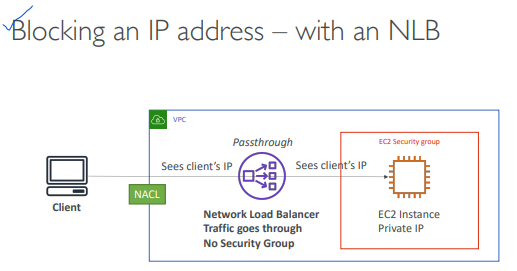 Blocking an IP address – with an NLB
VPC
Passthrough
EC2 Security group
Sees client's IP
Sees client's IP
NACL
Client
Network Load Balancer
Traffic goes through
No Security Group
EC2 Instance
Private IP